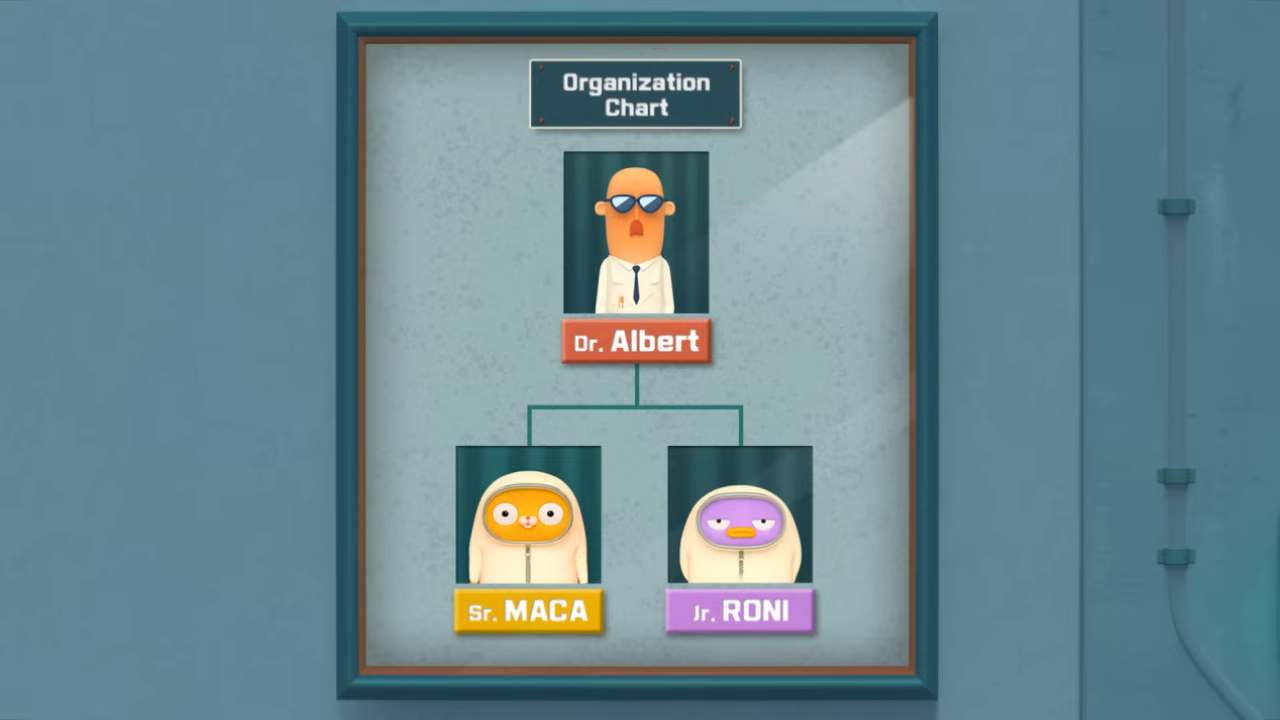 Organization
Chart
Dr. Albert
Sr. MACA
Jr. RONI